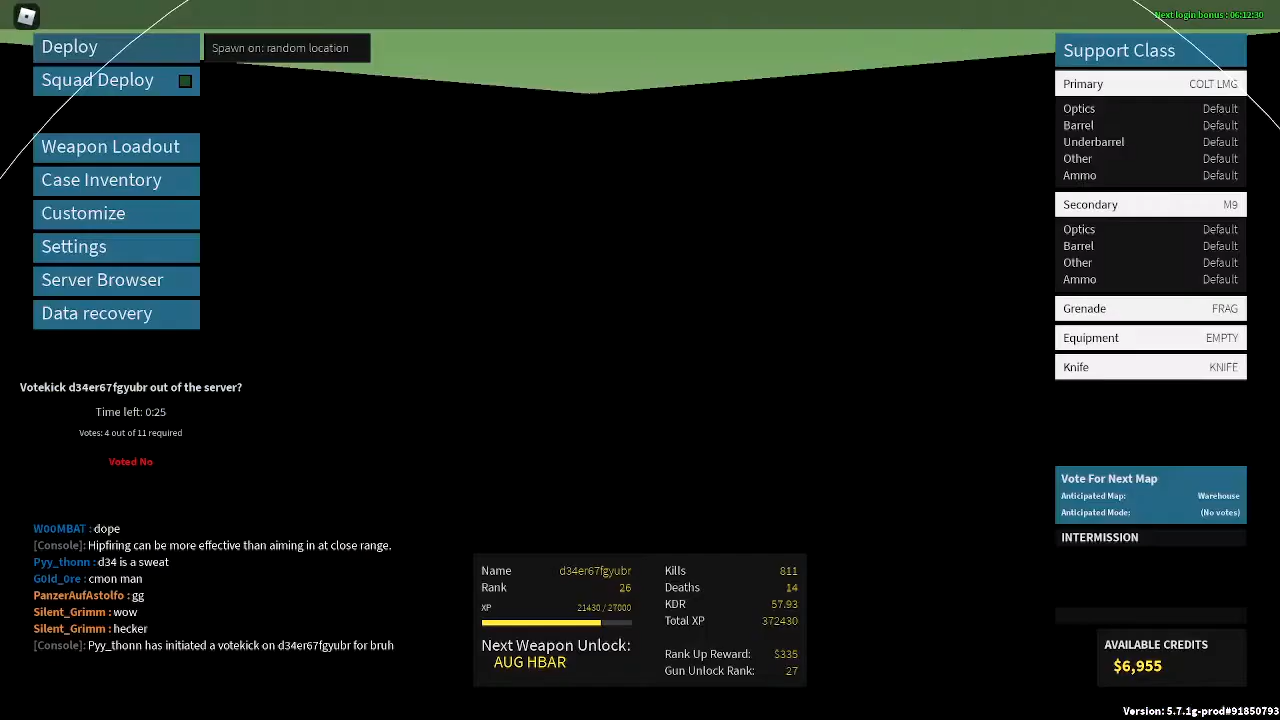 Next login bonus : 06:12:30
Deploy
Spawn on: random location
Squad Deploy
Weapon Loadout
Case Inventory
Customize
Settings
Server Browser
Data recovery
Votekick d34er67fgyubr out of the server?
Time left: 0:25
Votes: 4 out of 11 required
Voted No
W00MBAT : dope
[Console]: Hipfiring can be more effective than aiming in at close range.
Pyy_thonn : d34 is a sweat
G0ld_0re : cmon man
PanzerAufAstolfo : gg
Silent_Grimm : wow
Silent_Grimm : hecker
[Console]: Pyy_thonn has initiated a votekick on d34er67fgyubr for bruh
Name d34er67fgyubr
Rank 26
XP 21430 / 27000
Next Weapon Unlock:
AUG HBAR
Kills 811
Deaths 14
KDR 57.93
Total XP 372430
Rank Up Reward: $335
Gun Unlock Rank: 27
Support Class
Primary COLT LMG
Optics Default
Barrel Default
Underbarrel Default
Other Default
Ammo Default
Secondary M9
Optics Default
Barrel Default
Other Default
Ammo Default
Grenade FRAG
Equipment EMPTY
Knife KNIFE
Vote For Next Map
Anticipated Map: Warehouse
Anticipated Mode: (No votes)
INTERMISSION
AVAILABLE CREDITS
$6,955
Version: 5.7.1g-prod#91850793